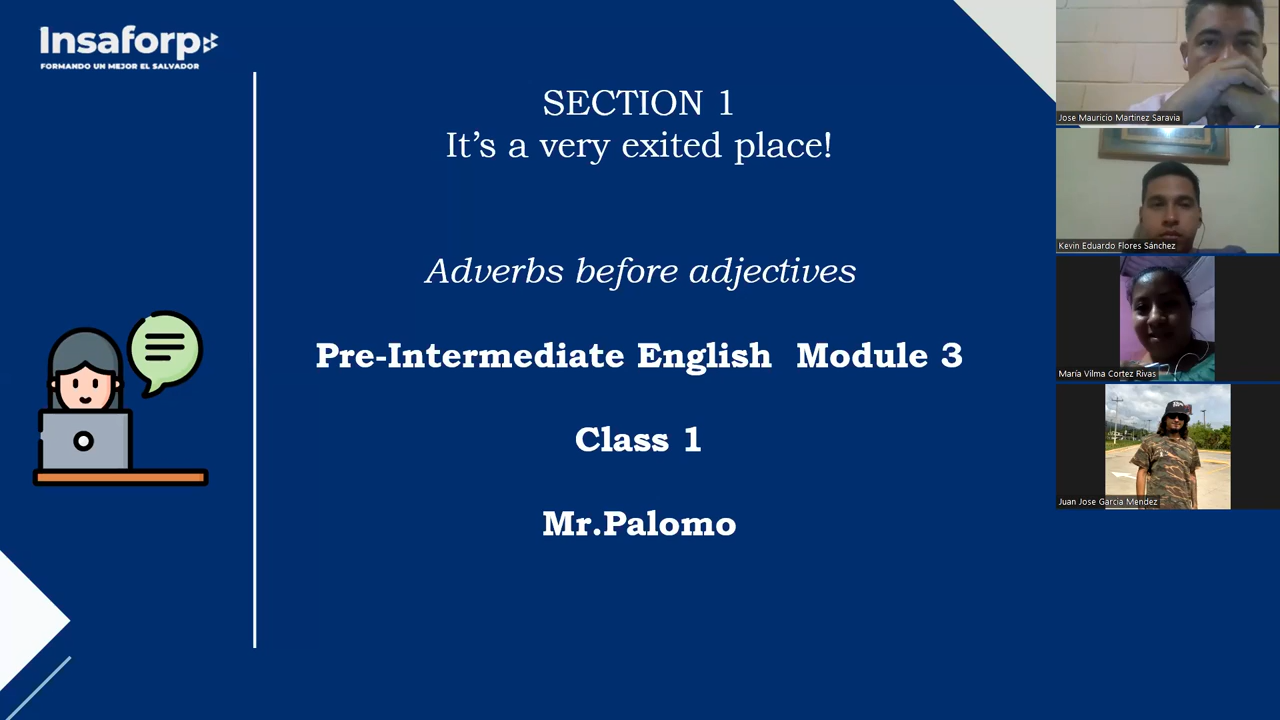 Insaforp
FORMANDO UN MEJOR EL SALVADOR
SECTION 1
It's a very exited place!
Adverbs before adjectives
Pre-Intermediate English Module 3
Class 1
Mr.Palomo
Jose Mauricio Martinez Saravia
Kevin Eduardo Flores Sánchez
María Vilma Cortez Rivas
Juan Jose Garcia Mendez